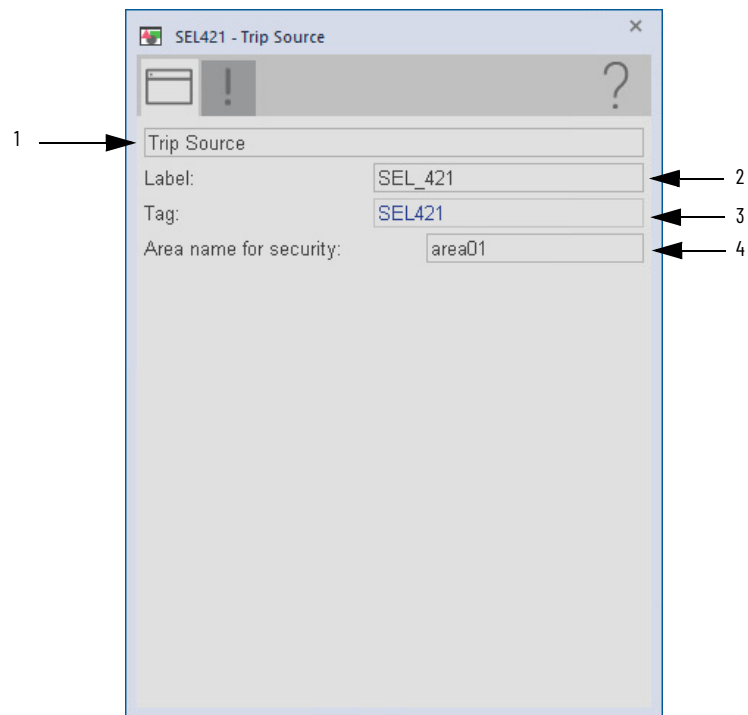 SEL421 - Trip Source
1 Trip Source
Label: SEL_421 2
Tag: SEL421 3
Area name for security: area01 4